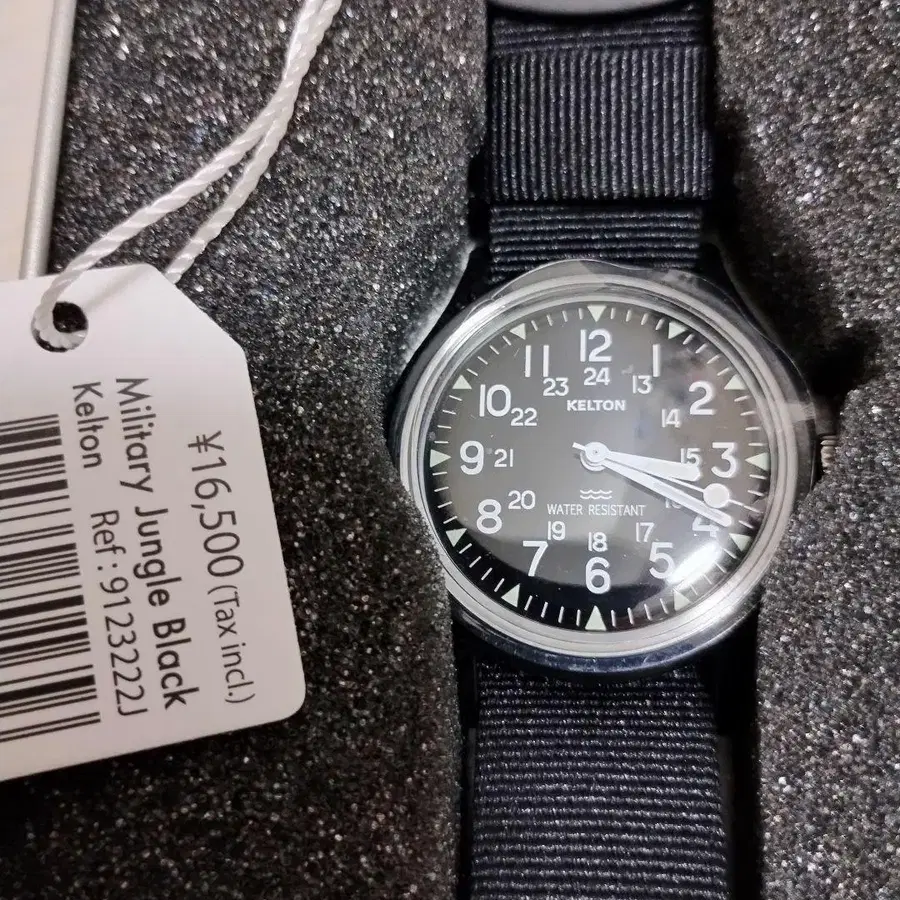 ¥16,500 (Tax incl.)
Military Jungle Black
Kelton Ref: 9123222J
12
11 1
24
23 13
10 2
22 14
KELTON
9 21 15 3
8 20 4
WATER RESISTANT
19 17
18
7 5
6